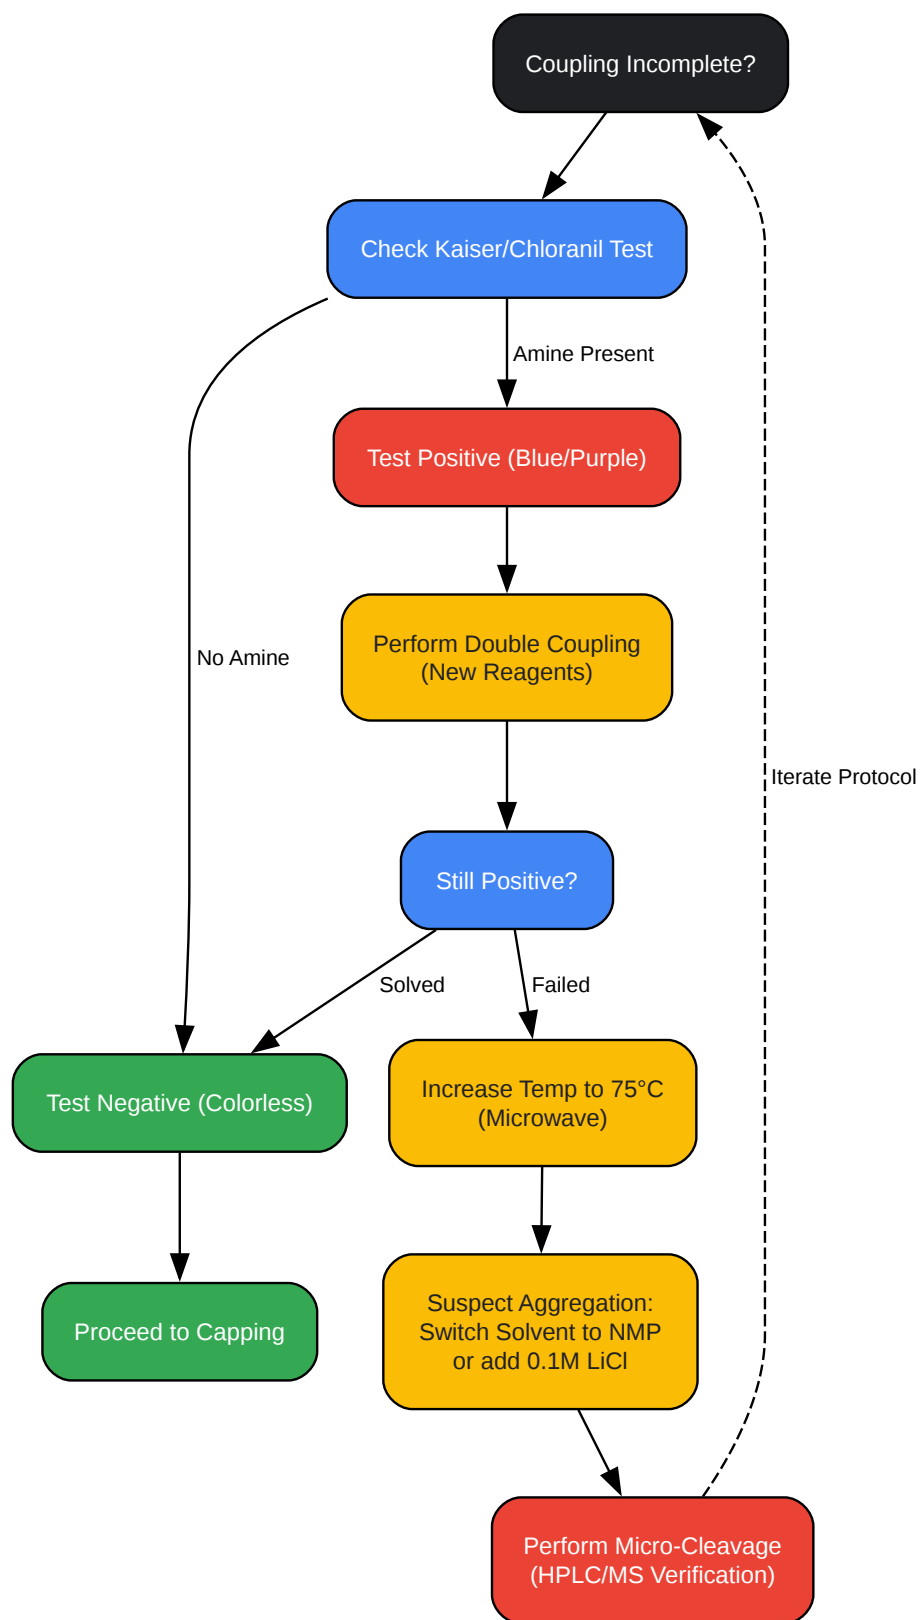 Coupling Incomplete?
Check Kaiser/Chloranil Test
Amine Present
Test Positive (Blue/Purple)
Perform Double Coupling
(New Reagents)
No Amine
Iterate Protocol
Still Positive?
Solved
Failed
Test Negative (Colorless)
Increase Temp to 75°C
(Microwave)
Proceed to Capping
Suspect Aggregation:
Switch Solvent to NMP
or add 0.1M LiCl
Perform Micro-Cleavage
(HPLC/MS Verification)